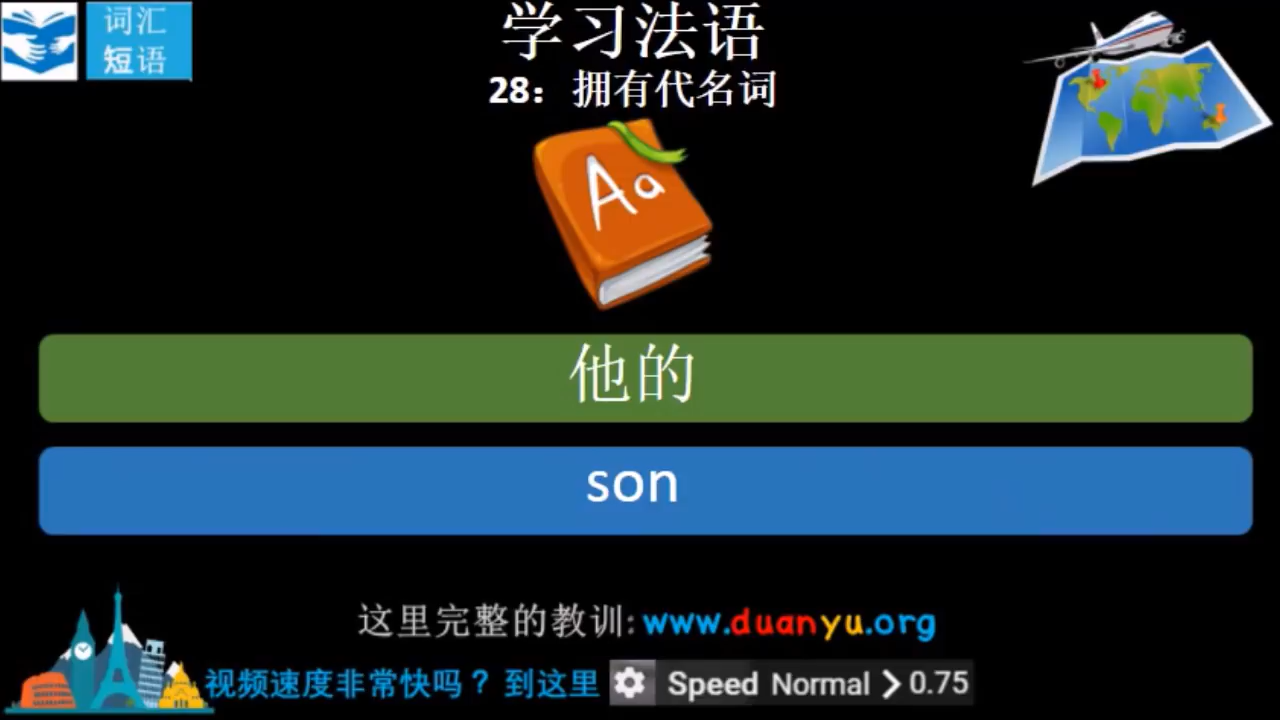 词汇
短语
学习法语
28：拥有代名词
Aa
他的
son
这里完整的教训: www.duanyu.org
视频速度非常快吗？到这里 Speed Normal > 0.75